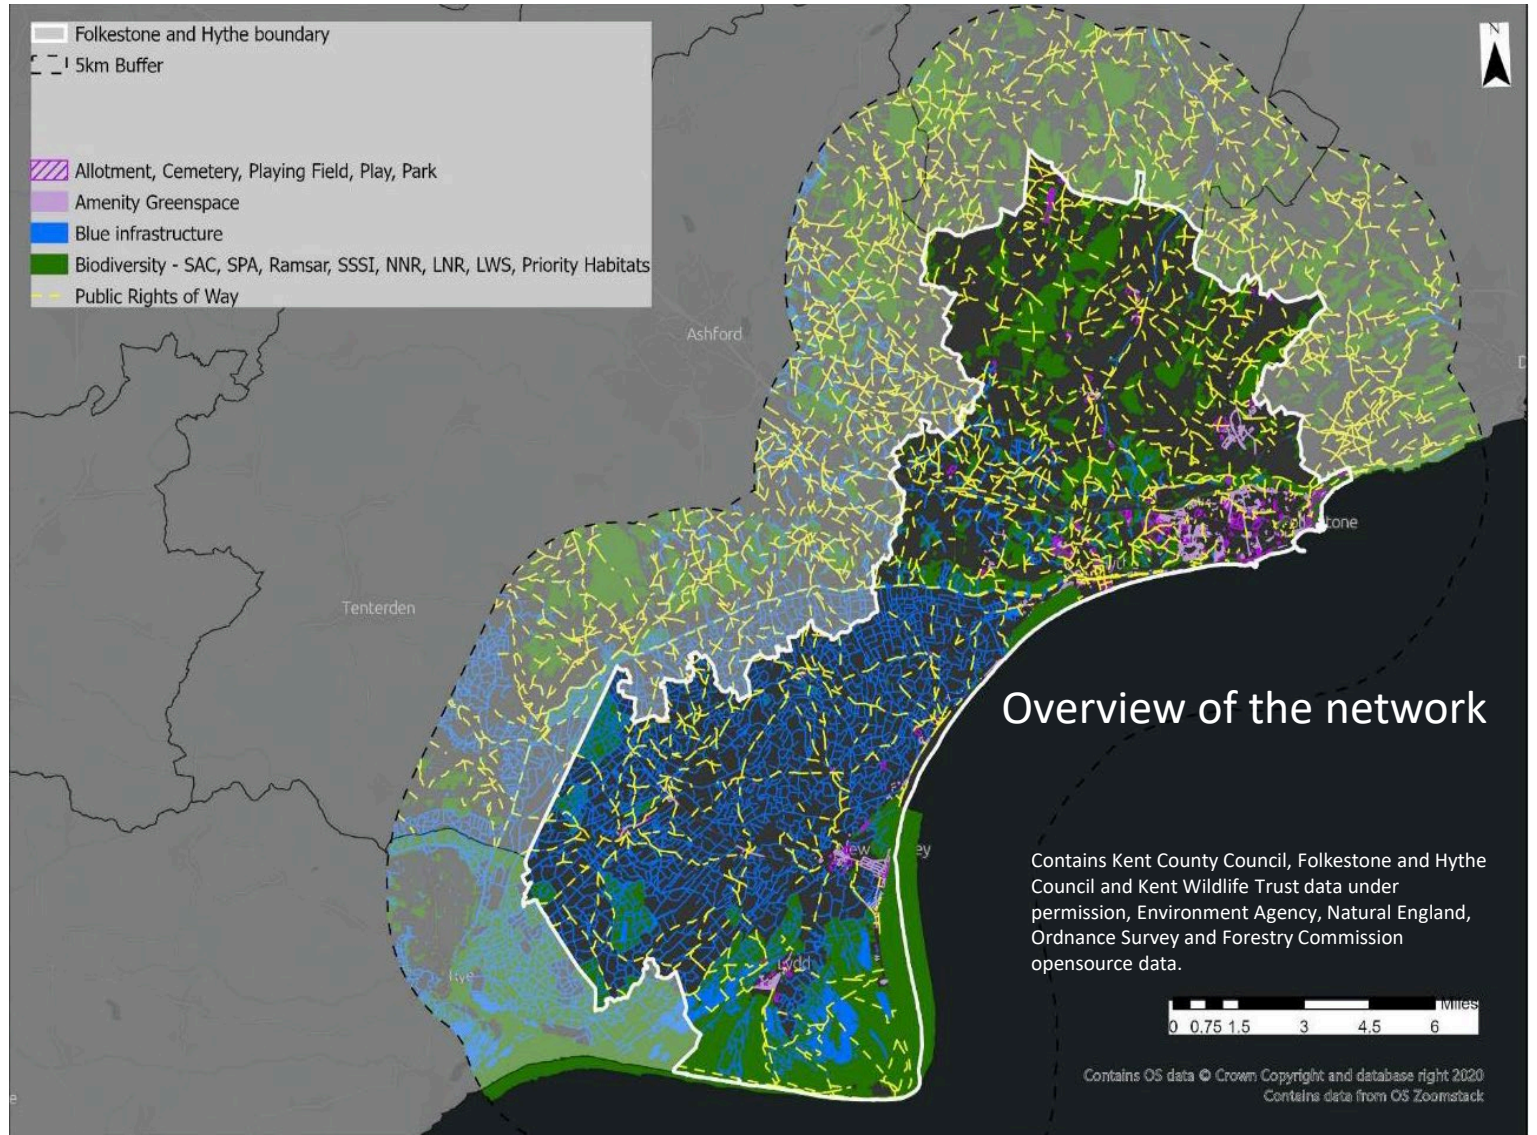 Folkestone and Hythe boundary
5km Buffer
Allotment, Cemetery, Playing Field, Play, Park
Amenity Greenspace
Blue infrastructure
Biodiversity - SAC, SPA, Ramsar, SSSI, NNR, LNR, LWS, Priority Habitats
Public Rights of Way
N
Ashford
Tenterden
Rye
Lydd
Overview of the network
Contains Kent County Council, Folkestone and Hythe
Council and Kent Wildlife Trust data under
permission, Environment Agency, Natural England,
Ordnance Survey and Forestry Commission
opensource data.
Miles
0 0.75 1.5 3 4.5 6
Contains OS data © Crown Copyright and database right 2020
Contains data from OS Zoomstack